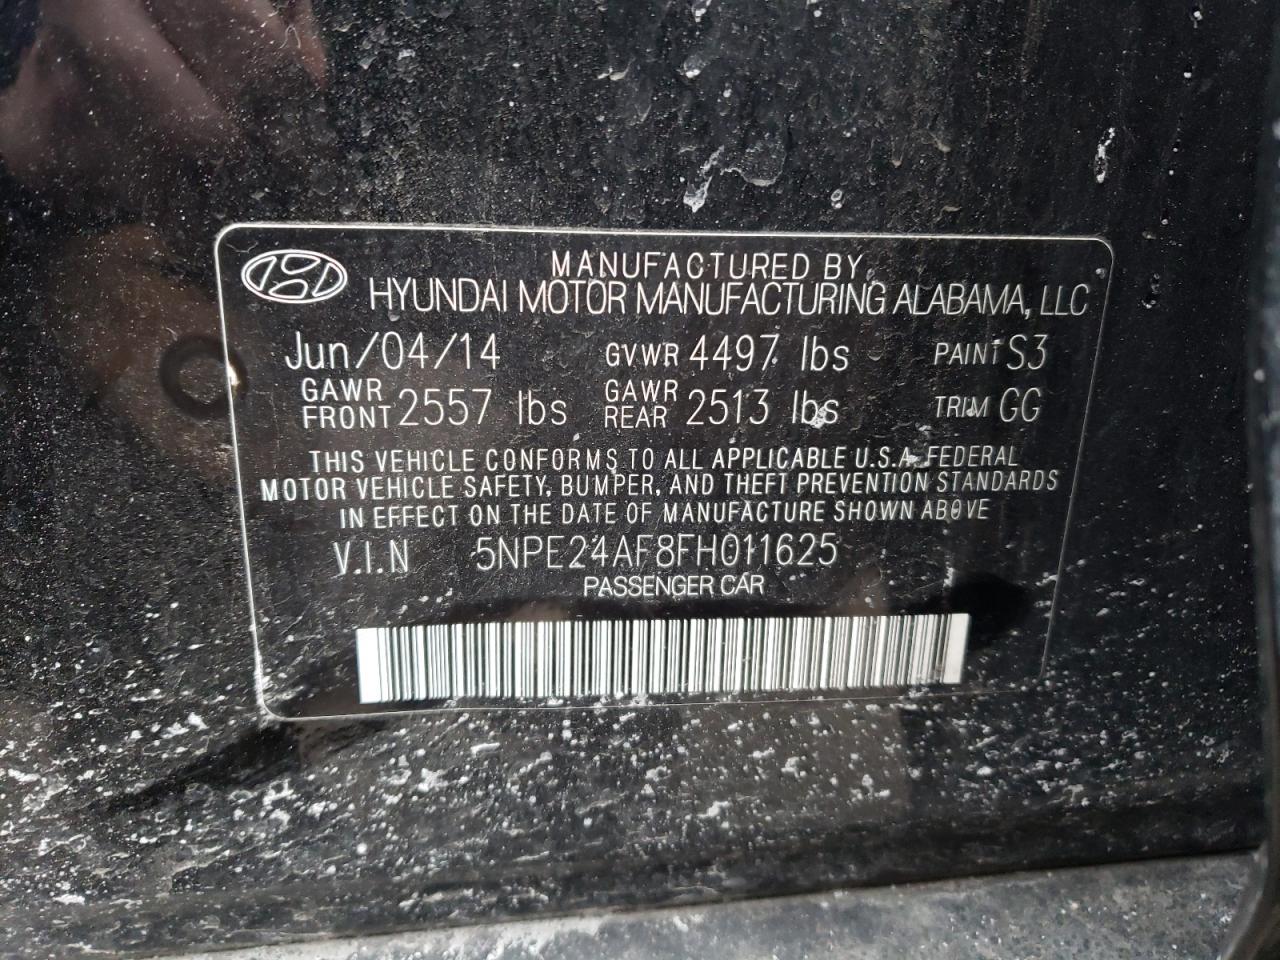 MANUFACTURED BY
HYUNDAI MOTOR MANUFACTURING ALABAMA, LLC
Jun/04/14 GVWR 4497 lbs PAINT S3
GAWR FRONT 2557 lbs GAWR REAR 2513 lbs TRIM GG
THIS VEHICLE CONFORMS TO ALL APPLICABLE U.S.A. FEDERAL
MOTOR VEHICLE SAFETY, BUMPER, AND THEFT PREVENTION STANDARDS
IN EFFECT ON THE DATE OF MANUFACTURE SHOWN ABOVE
V.I.N 5NPE24AF8FH011625
PASSENGER CAR